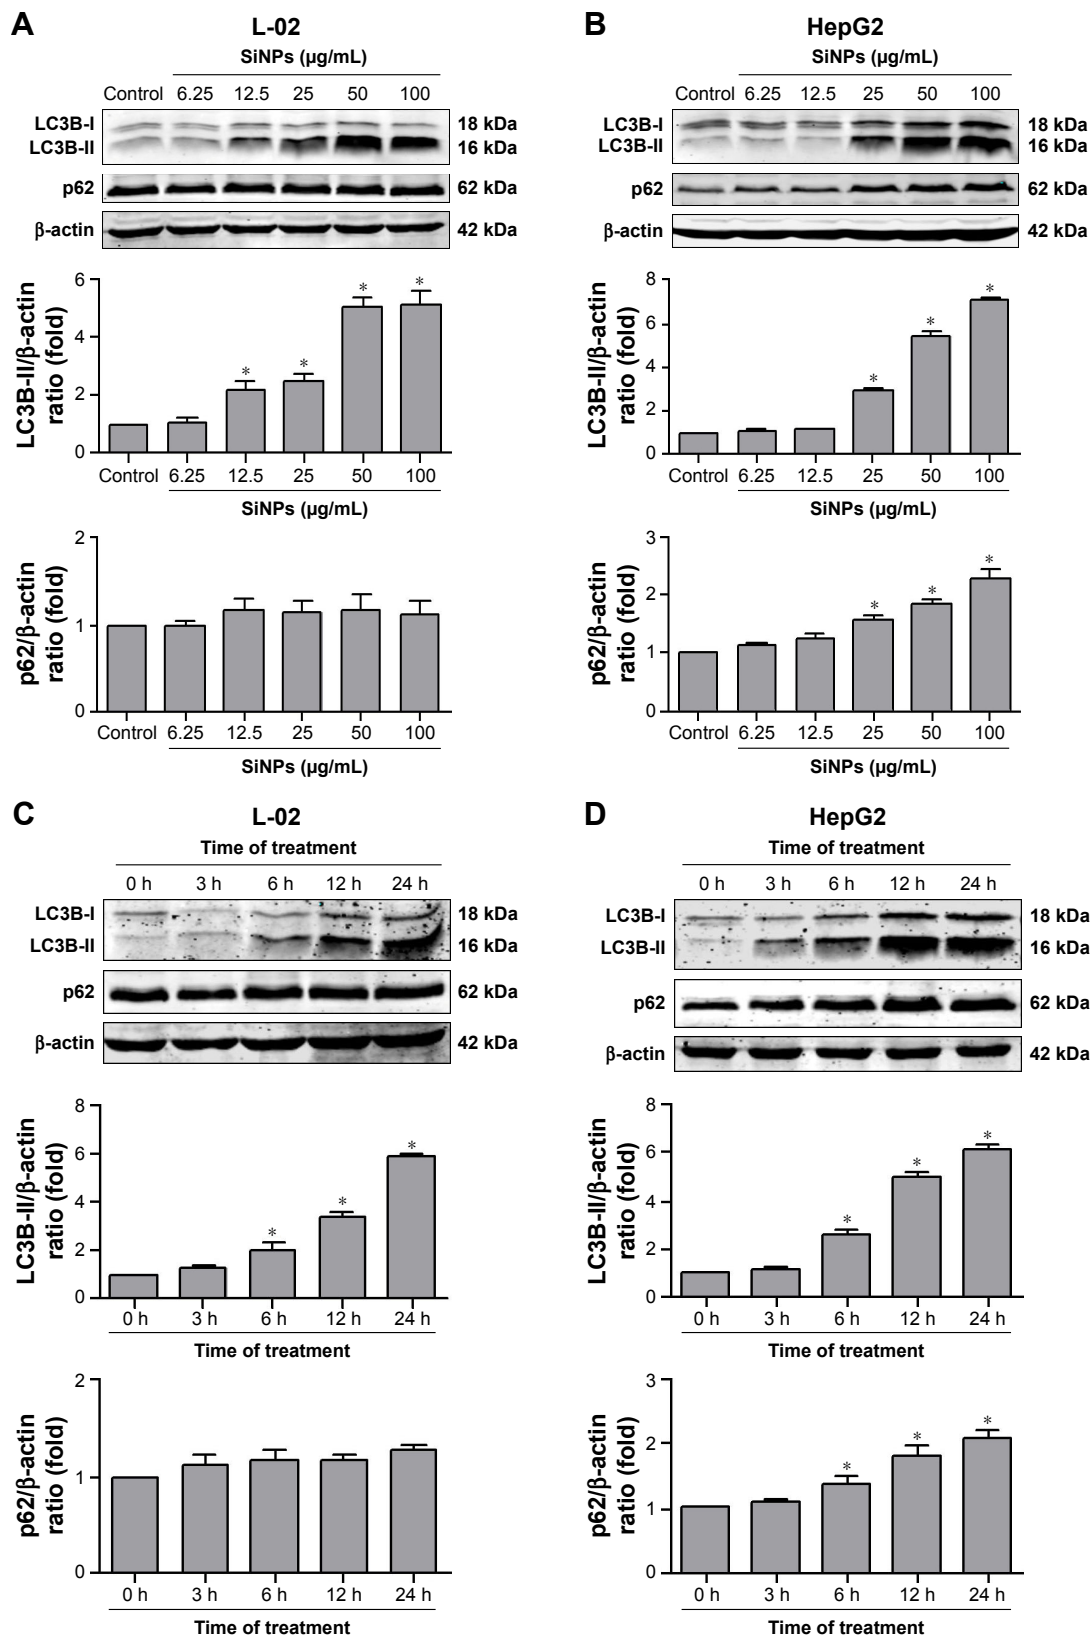 A
L-02
SiNPs (µg/mL)
Control 6.25 12.5 25 50 100
LC3B-I 18 kDa
LC3B-II 16 kDa
p62 62 kDa
β-actin 42 kDa
LC3B-II/β-actin
ratio (fold)
6
4
2
0
* * * *
Control 6.25 12.5 25 50 100
SiNPs (µg/mL)
p62/β-actin
ratio (fold)
2
1
0
Control 6.25 12.5 25 50 100
SiNPs (µg/mL)
B
HepG2
SiNPs (µg/mL)
Control 6.25 12.5 25 50 100
LC3B-I 18 kDa
LC3B-II 16 kDa
p62 62 kDa
β-actin 42 kDa
LC3B-II/β-actin
ratio (fold)
8
6
4
2
0
* * *
Control 6.25 12.5 25 50 100
SiNPs (µg/mL)
p62/β-actin
ratio (fold)
3
2
1
0
* * *
Control 6.25 12.5 25 50 100
SiNPs (µg/mL)
C
L-02
Time of treatment
0 h 3 h 6 h 12 h 24 h
LC3B-I 18 kDa
LC3B-II 16 kDa
p62 62 kDa
β-actin 42 kDa
LC3B-II/β-actin
ratio (fold)
8
6
4
2
0
* * *
0 h 3 h 6 h 12 h 24 h
Time of treatment
p62/β-actin
ratio (fold)
2
1
0
0 h 3 h 6 h 12 h 24 h
Time of treatment
D
HepG2
Time of treatment
0 h 3 h 6 h 12 h 24 h
LC3B-I 18 kDa
LC3B-II 16 kDa
p62 62 kDa
β-actin 42 kDa
LC3B-II/β-actin
ratio (fold)
8
6
4
2
0
* * *
0 h 3 h 6 h 12 h 24 h
Time of treatment
p62/β-actin
ratio (fold)
3
2
1
0
* * *
0 h 3 h 6 h 12 h 24 h
Time of treatment